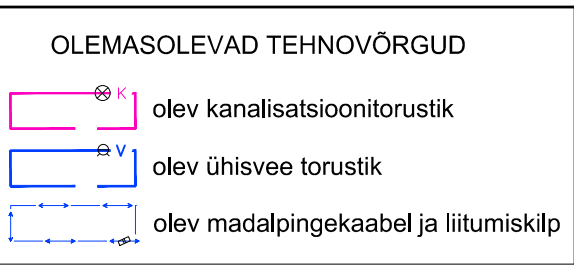 OLEMASOLEVAD TEHNOVÕRGUD
K
olev kanalisatsioonitorustik
V
olev ühisvee torustik
olev madalpingekaabel ja liitumiskilp